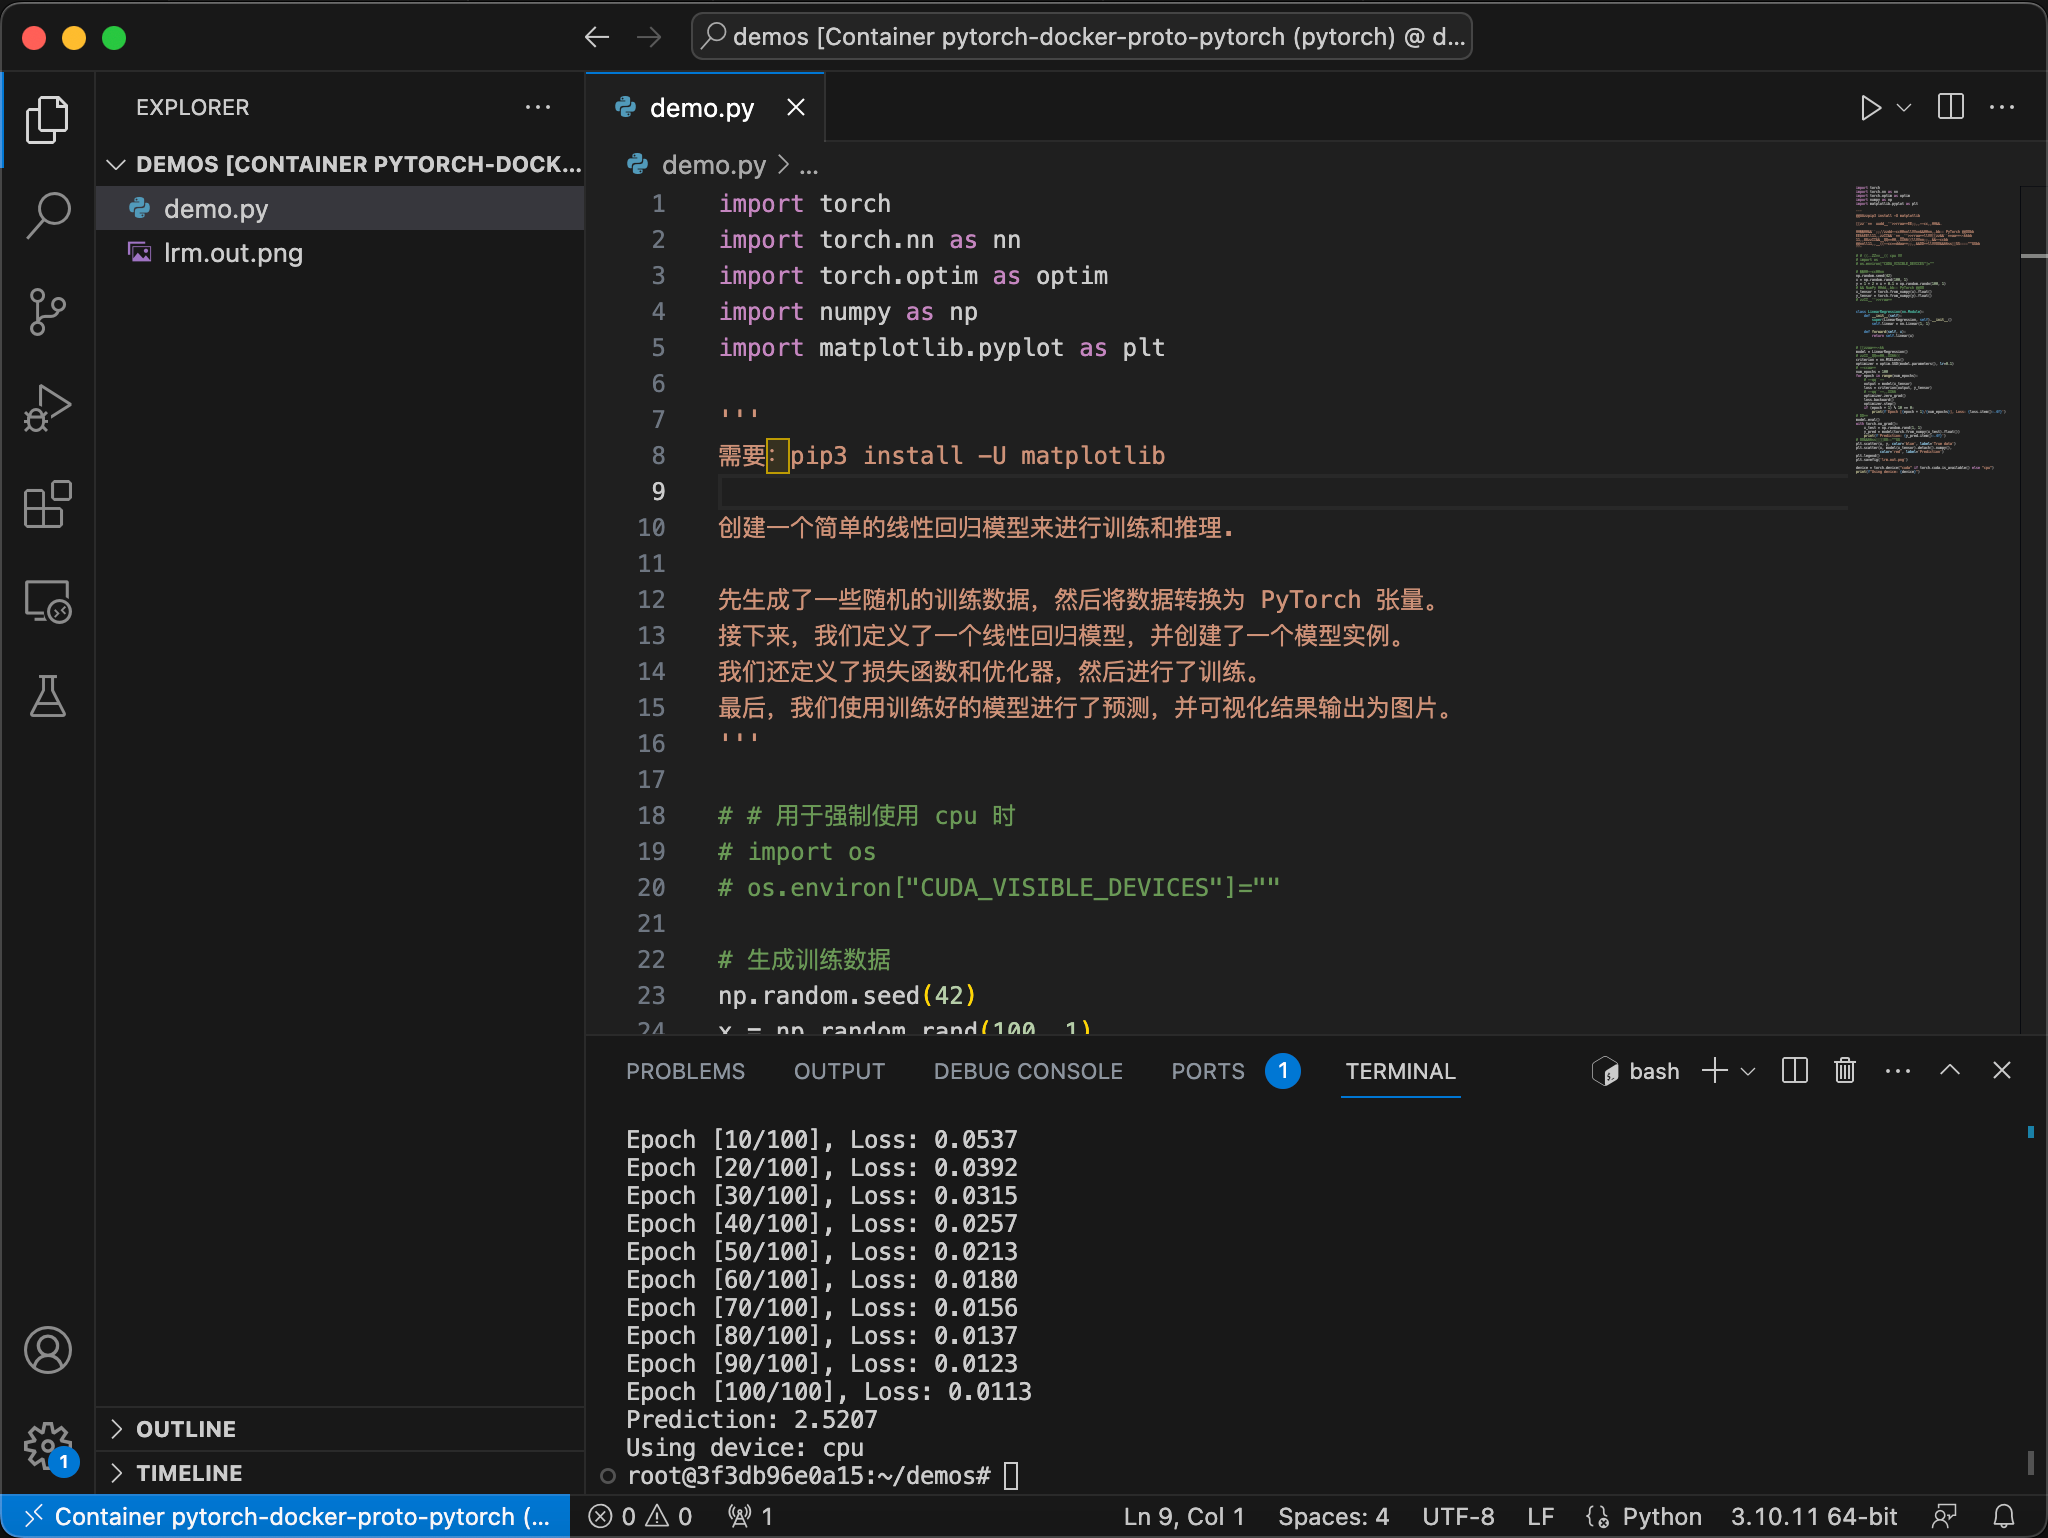 demos [Container pytorch-docker-proto-pytorch (pytorch) @ d...
EXPLORER
DEMOS [CONTAINER PYTORCH-DOCK...
demo.py
lrm.out.png
OUTLINE
TIMELINE
demo.py
demo.py > ...
1 import torch
2 import torch.nn as nn
3 import torch.optim as optim
4 import numpy as np
5 import matplotlib.pyplot as plt
6
7 '''
8 需要：pip3 install -U matplotlib
9
10 创建一个简单的线性回归模型来进行训练和推理.
11
12 先生成了一些随机的训练数据，然后将数据转换为 PyTorch 张量。
13 接下来，我们定义了一个线性回归模型，并创建了一个模型实例。
14 我们还定义了损失函数和优化器，然后进行了训练。
15 最后，我们使用训练好的模型进行了预测，并可视化结果输出为图片。
16 '''
17
18 # # 用于强制使用 cpu 时
19 # import os
20 # os.environ["CUDA_VISIBLE_DEVICES"]=""
21
22 # 生成训练数据
23 np.random.seed(42)
24 x = np.random.rand(100, 1)
PROBLEMS OUTPUT DEBUG CONSOLE PORTS 1 TERMINAL bash
Epoch [10/100], Loss: 0.0537
Epoch [20/100], Loss: 0.0392
Epoch [30/100], Loss: 0.0315
Epoch [40/100], Loss: 0.0257
Epoch [50/100], Loss: 0.0213
Epoch [60/100], Loss: 0.0180
Epoch [70/100], Loss: 0.0156
Epoch [80/100], Loss: 0.0137
Epoch [90/100], Loss: 0.0123
Epoch [100/100], Loss: 0.0113
Prediction: 2.5207
Using device: cpu
root@3f3db96e0a15:~/demos#
1
Container pytorch-docker-proto-pytorch (... 0 0 1 Ln 9, Col 1 Spaces: 4 UTF-8 LF Python 3.10.11 64-bit